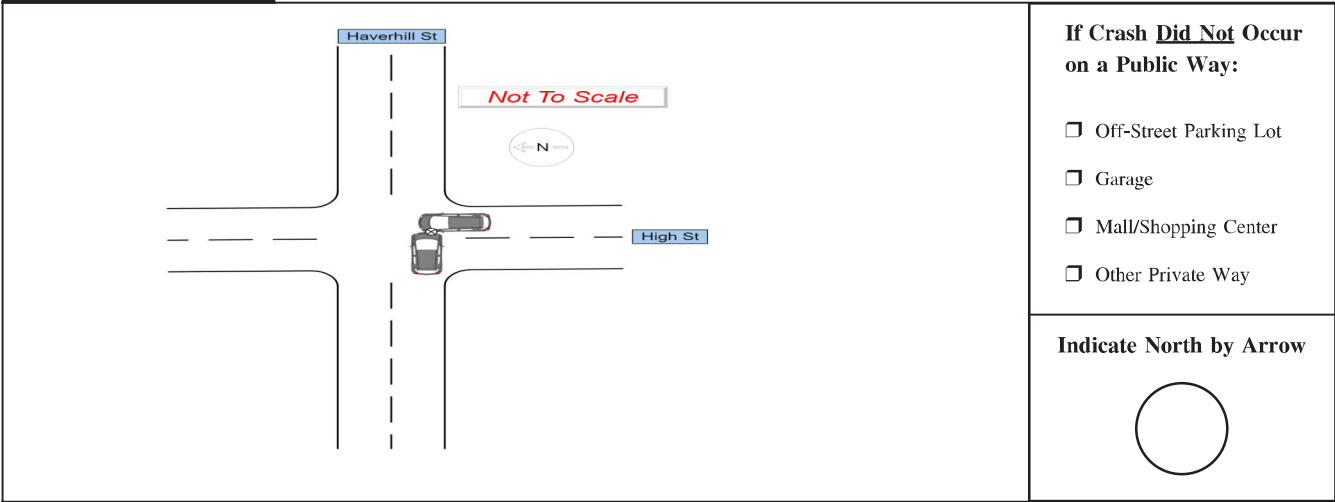 Haverhill St
Not To Scale
N
High St
If Crash Did Not Occur
on a Public Way:
❒ Off-Street Parking Lot
❒ Garage
❒ Mall/Shopping Center
❒ Other Private Way
Indicate North by Arrow